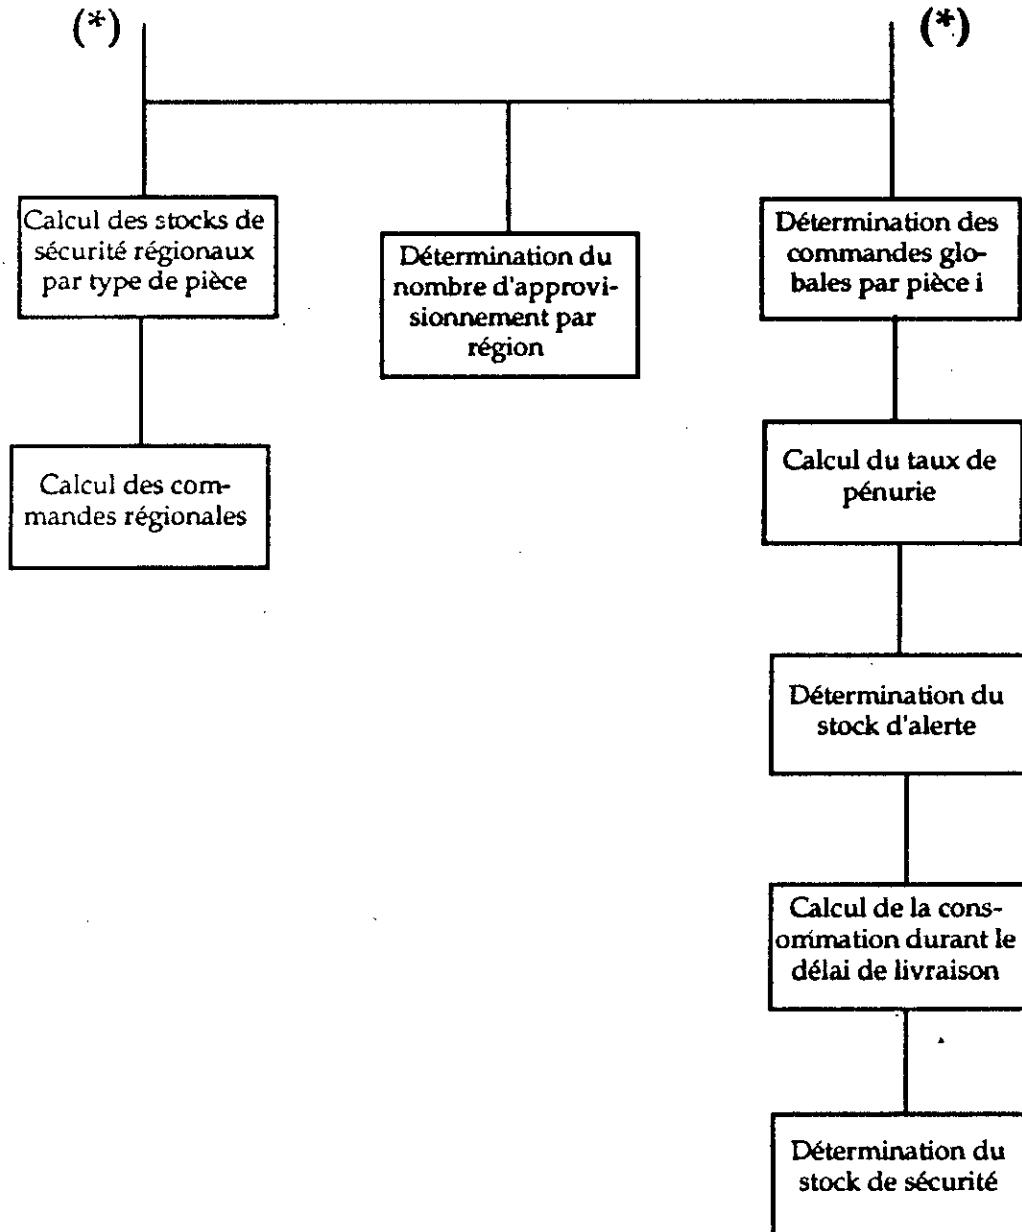 (*)
(*)
Calcul des stocks de
sécurité régionaux
par type de pièce
Détermination du
nombre d'approvi-
sionnement par
région
Détermination des
commandes glo-
bales par pièce i
Calcul des com-
mandes régionales
Calcul du taux de
pénurie
Détermination du
stock d'alerte
Calcul de la cons-
ommation durant le
délai de livraison
Détermination du
stock de sécurité